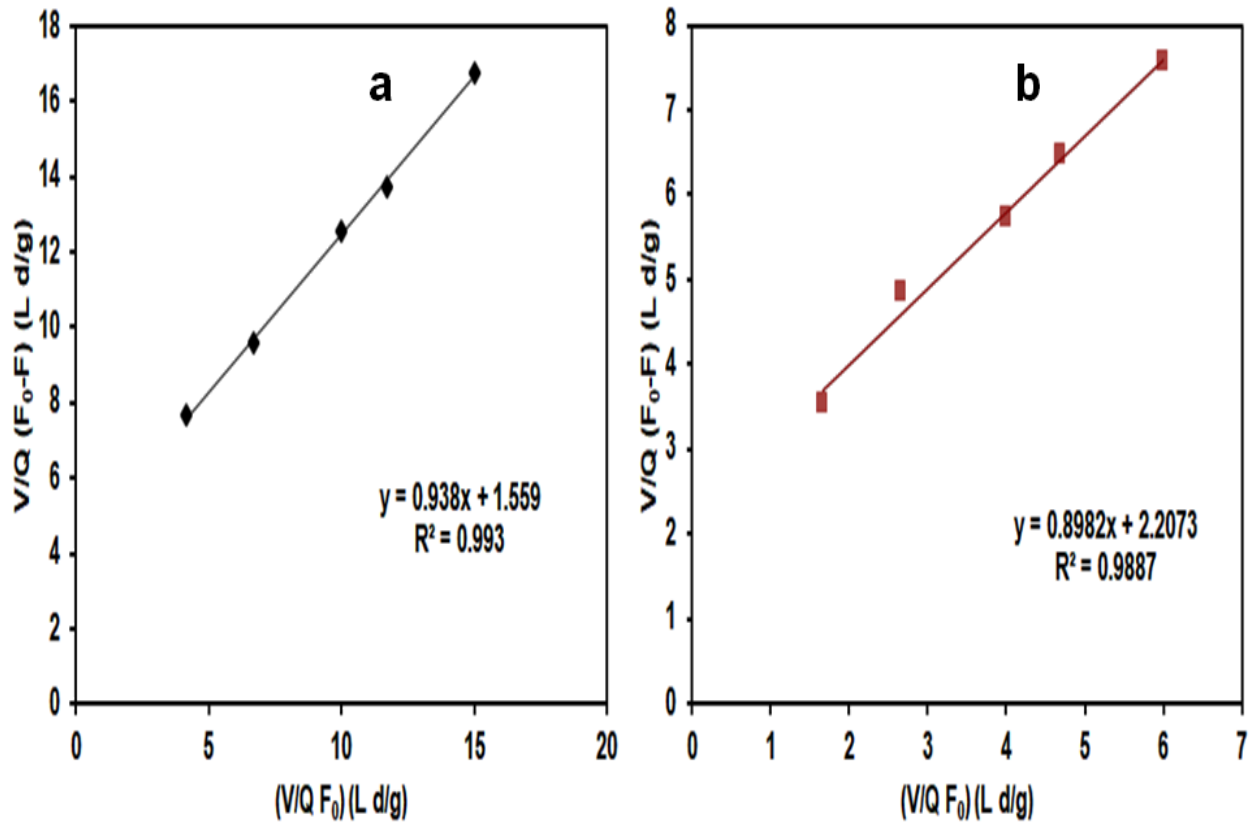 a
V/Q (F₀-F) (L d/g)
18
16
14
12
10
8
6
4
2
0
y = 0.938x + 1.559
R² = 0.993
0 5 10 15 20
(V/Q F₀) (L d/g)
b
V/Q (F₀-F) (L d/g)
8
7
6
5
4
3
2
1
0
y = 0.8982x + 2.2073
R² = 0.9887
0 1 2 3 4 5 6 7
(V/Q F₀) (L d/g)